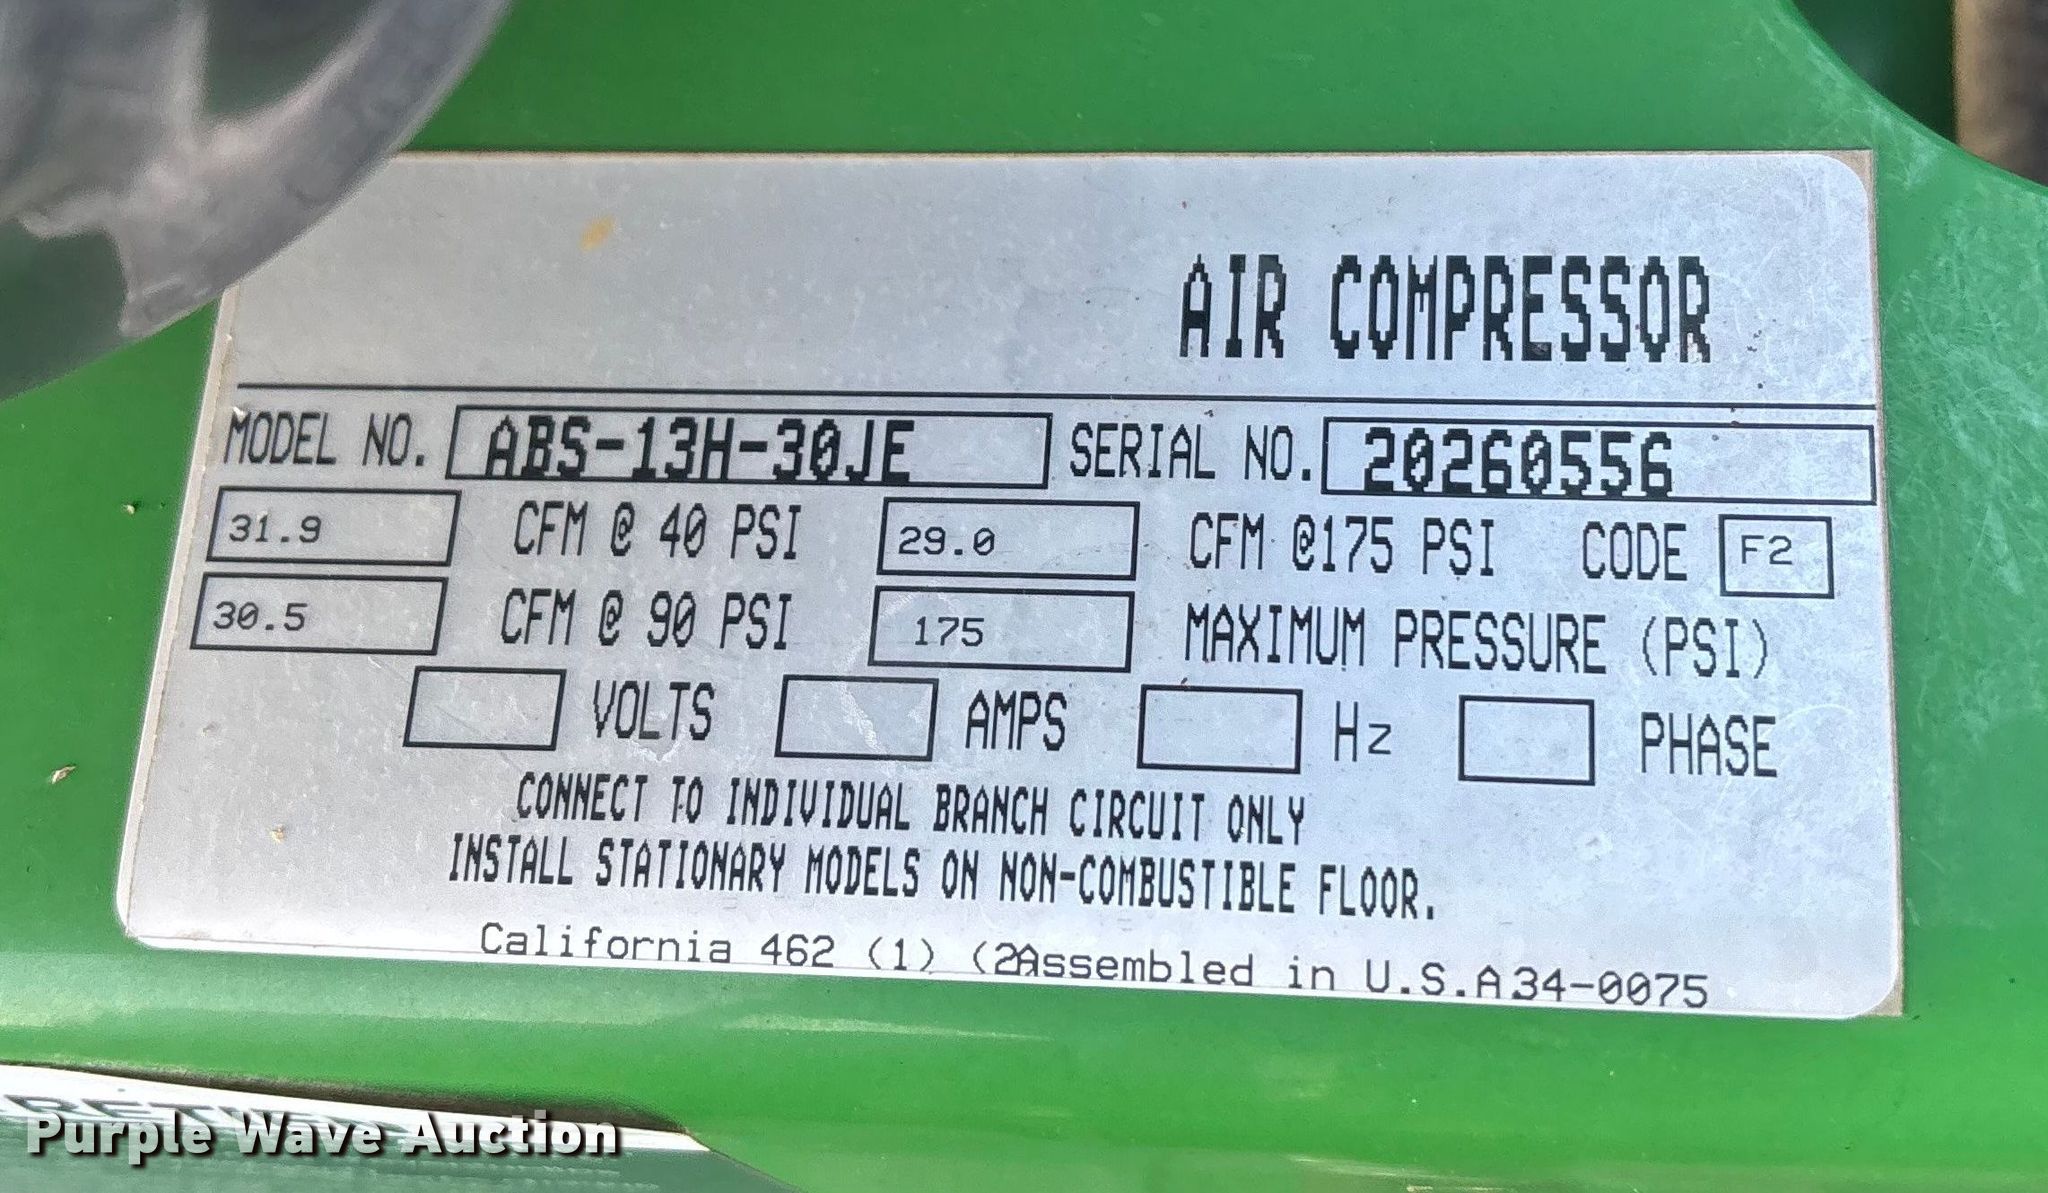 AIR COMPRESSOR
MODEL NO. ABS-13H-30JE SERIAL NO. 20260556
31.9 CFM @ 40 PSI 29.0 CFM @175 PSI CODE F2
30.5 CFM @ 90 PSI 175 MAXIMUM PRESSURE (PSI)
VOLTS AMPS Hz PHASE
CONNECT TO INDIVIDUAL BRANCH CIRCUIT ONLY
INSTALL STATIONARY MODELS ON NON-COMBUSTIBLE FLOOR.
California 462 (1) (2Assembled in U.S.A34-0075
Purple Wave Auction